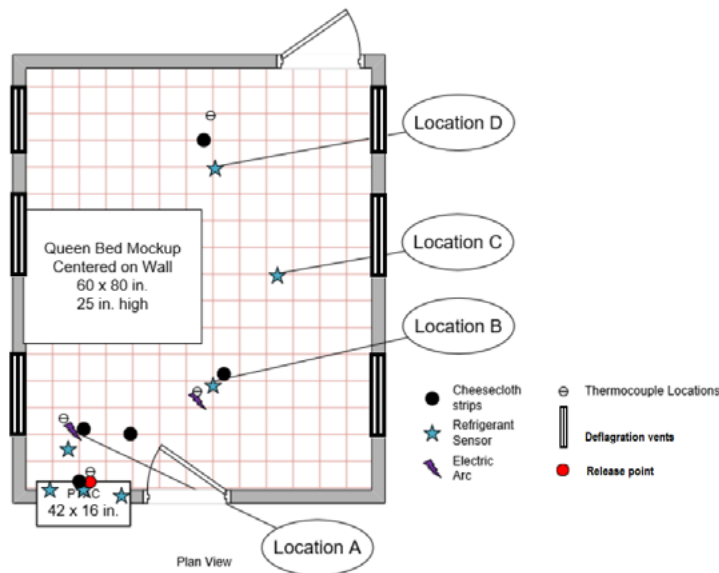 Location D
Queen Bed Mockup
Centered on Wall
60 x 80 in.
25 in. high
Location C
Location B
Cheesecloth
strips
Thermocouple Locations
Refrigerant
Sensor
Deflagration vents
Electric
Arc
Release point
PTAC
42 x 16 in.
Location A
Plan View